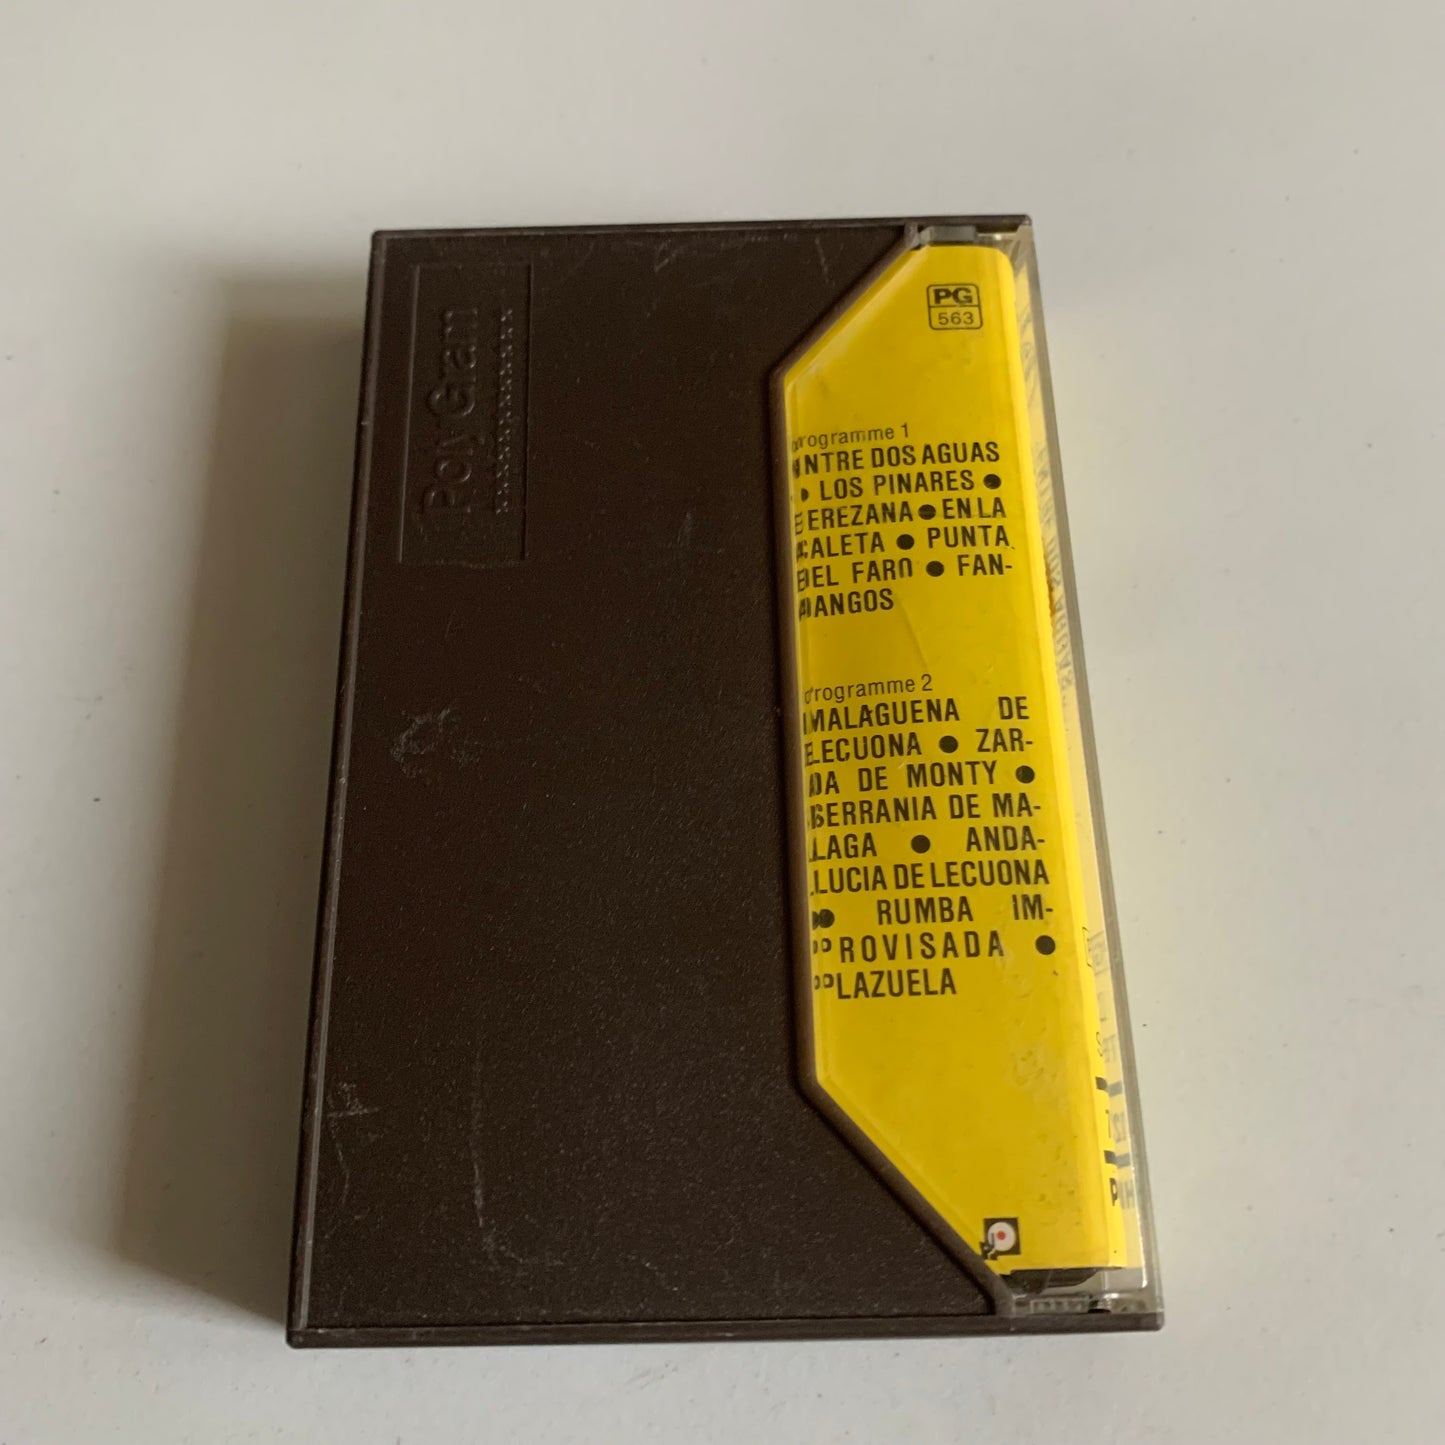 PolyGram
PG
563
programme 1
ENTRE DOS AGUAS
● LOS PINARES ●
JEREZANA ● EN LA
CALETA ● PUNTA
DEL FARO ● FAN-
DANGOS
programme 2
MALAGUENA DE
LECUONA ● ZAR-
DA DE MONTY ●
SERRANIA DE MA-
LAGA ● ANDA-
LUCIA DE LECUONA
● RUMBA IM-
PROVISADA ●
PLAZUELA